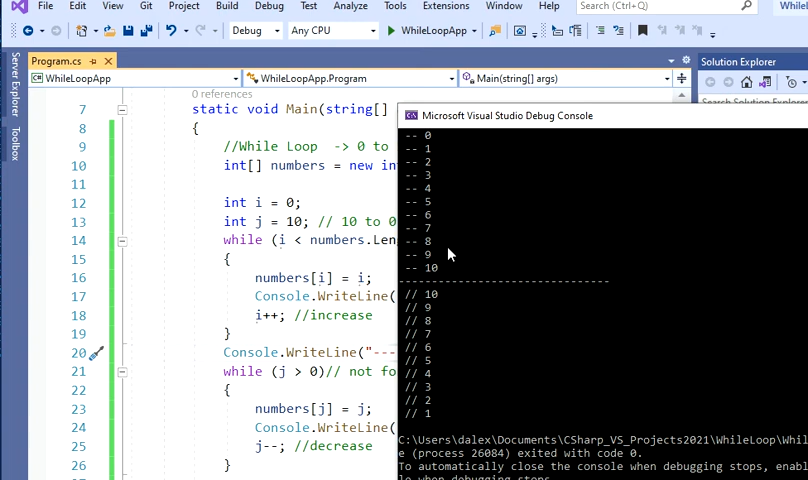 File Edit View Git Project Build Debug Test Analyze Tools Extensions Window Help Search (Ctrl+Q) While
Debug Any CPU WhileLoopApp
Program.cs
Solution Explorer
WhileLoopApp WhileLoopApp.Program Main(string[] args)
Server Explorer
Toolbox
0 references
7 static void Main(string[]
8 {
9 //While Loop -> 0 to
10 int[] numbers = new in
11
12 int i = 0;
13 int j = 10; // 10 to 0
14 while (i < numbers.Len
15 {
16 numbers[i] = i;
17 Console.WriteLine(
18 i++; //increase
19 }
20 Console.WriteLine("---
21 while (j > 0)// not fo
22 {
23 numbers[j] = j;
24 Console.WriteLine(
25 j--; //decrease
26 }
Microsoft Visual Studio Debug Console
-- 0
-- 1
-- 2
-- 3
-- 4
-- 5
-- 6
-- 7
-- 8
-- 9
-- 10
-------------------------------
// 10
// 9
// 8
// 7
// 6
// 5
// 4
// 3
// 2
// 1
C:\Users\dalex\Documents\CSharp_VS_Projects2021\WhileLoop\Whil
e (process 26084) exited with code 0.
To automatically close the console when debugging stops, enabl
le when debugging stops